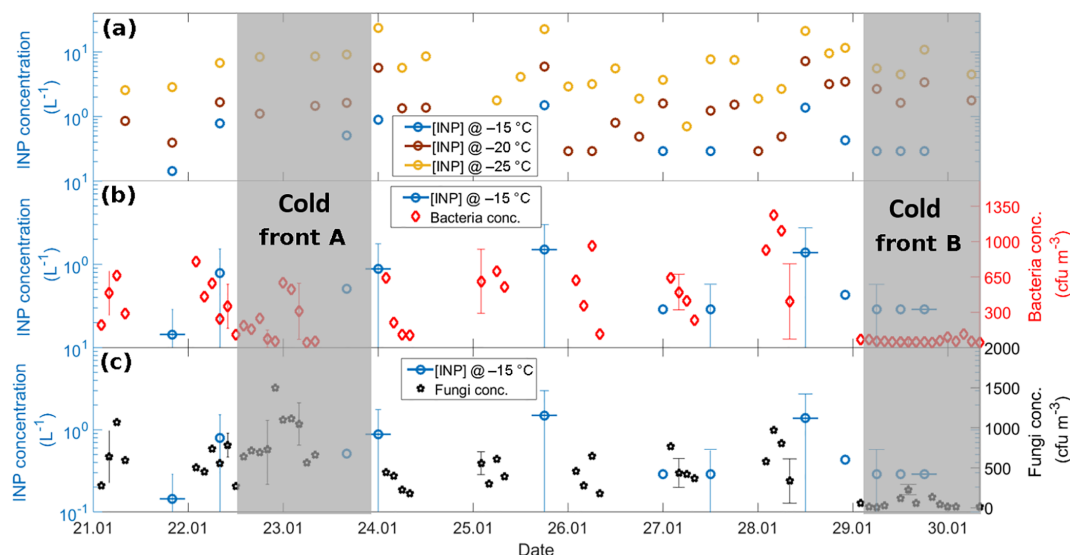 (a)
INP concentration
(L⁻¹)
10¹
10⁰
10⁻¹
[INP] @ –15 °C
[INP] @ –20 °C
[INP] @ –25 °C
(b)
INP concentration
(L⁻¹)
10⁰
10⁻¹
Cold
front A
[INP] @ –15 °C
Bacteria conc.
Cold
front B
1350
1000
650
300
Bacteria conc.
(cfu m⁻³)
(c)
INP concentration
(L⁻¹)
10⁰
10⁻¹
[INP] @ –15 °C
Fungi conc.
2000
1500
1000
500
0
Fungi conc.
(cfu m⁻³)
21.01 22.01 23.01 24.01 25.01 26.01 27.01 28.01 29.01 30.01
Date